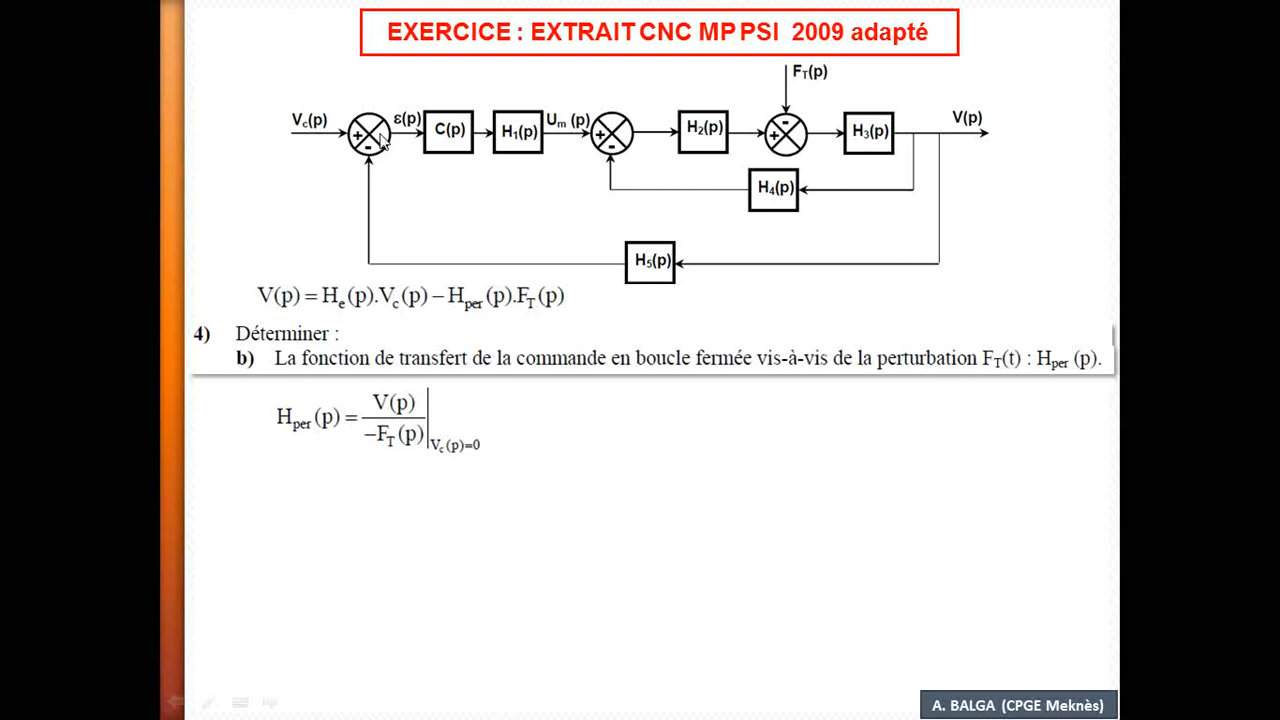 EXERCICE : EXTRAIT CNC MP PSI 2009 adapté
F_T(p)
V_c(p) + - ε(p) C(p) H_1(p) U_m (p) + - H_2(p) - H_3(p) V(p)
H_4(p)
H_5(p)
V(p) = H_e(p).V_c(p) − H_per(p).F_T(p)
4) Déterminer :
b) La fonction de transfert de la commande en boucle fermée vis-à-vis de la perturbation F_T(t) : H_per (p).
H_per(p) = V(p) / −F_T(p) |V_c(p)=0
A. BALGA (CPGE Meknès)